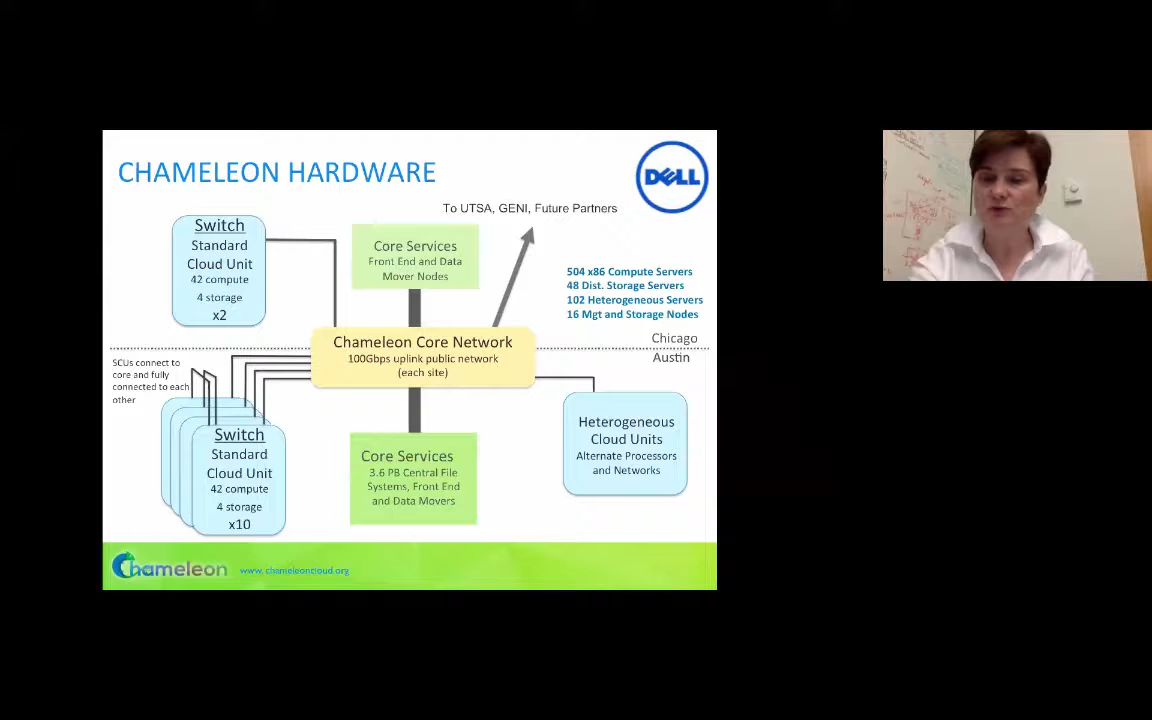 CHAMELEON HARDWARE
DELL
To UTSA, GENI, Future Partners
Switch
Standard
Cloud Unit
42 compute
4 storage
x2
Core Services
Front End and Data
Mover Nodes
504 x86 Compute Servers
48 Dist. Storage Servers
102 Heterogeneous Servers
16 Mgt and Storage Nodes
Chicago
Austin
Chameleon Core Network
100Gbps uplink public network
(each site)
SCUs connect to
core and fully
connected to each
other
Switch
Standard
Cloud Unit
42 compute
4 storage
x10
Core Services
3.6 PB Central File
Systems, Front End
and Data Movers
Heterogeneous
Cloud Units
Alternate Processors
and Networks
Chameleon
www.chameleoncloud.org